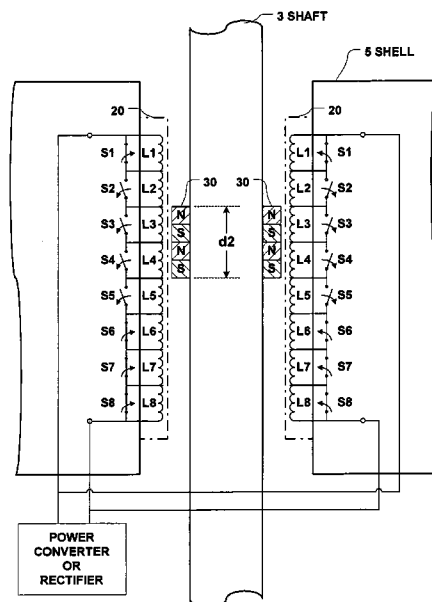 3 SHAFT
5 SHELL
20
20
S1 L1
S2 L2
S3 L3
S4 L4
S5 L5
S6 L6
S7 L7
S8 L8
30
30
N
S
N
S
d2
N
S
N
S
L1 S1
L2 S2
L3 S3
L4 S4
L5 S5
L6 S6
L7 S7
L8 S8
POWER
CONVERTER
OR
RECTIFIER